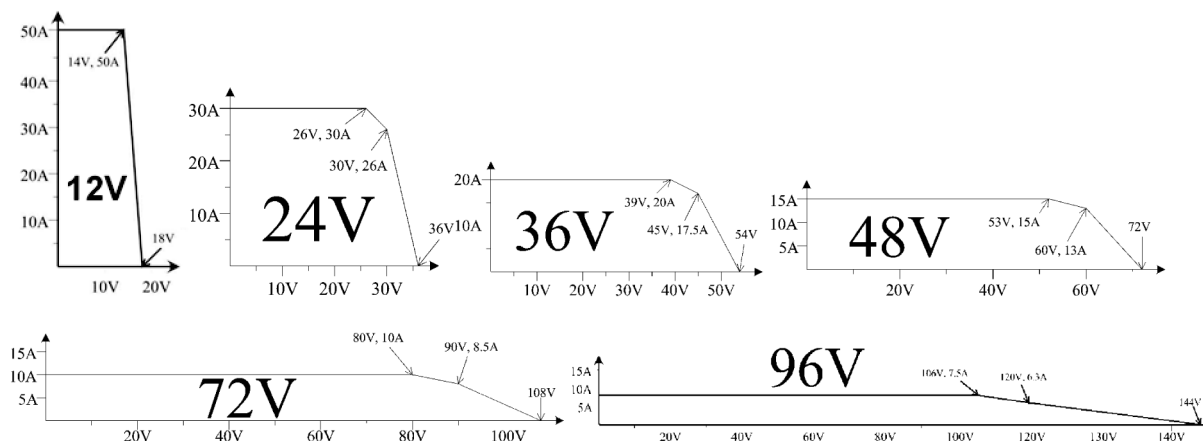 50A
14V, 50A
40A
30A
20A
12V
10A
18V
10V 20V
30A
26V, 30A
30V, 26A
20A
10A
24V
36V
10V 20V 30V
20A
39V, 20A
45V, 17.5A
54V
10A
36V
10V 20V 30V 40V 50V
15A
10A
5A
53V, 15A
60V, 13A
72V
48V
20V 40V 60V
80V, 10A
90V, 8.5A
15A
10A
5A
72V
108V
20V 40V 60V 80V 100V
96V
106V, 7.5A
120V, 6.3A
15A
10A
5A
144V
20V 40V 60V 80V 100V 120V 140V